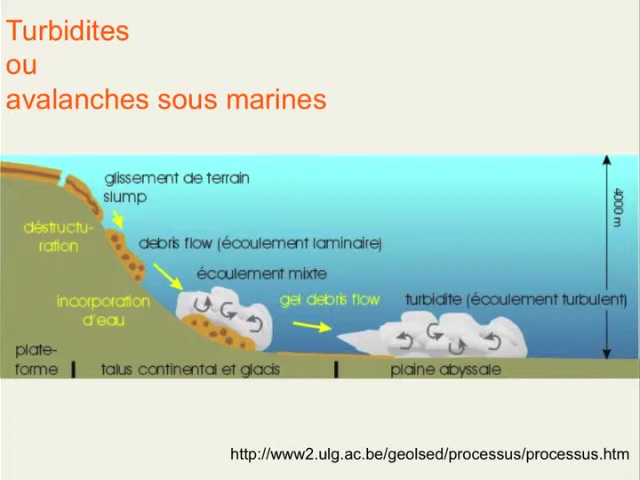 Turbidites
ou
avalanches sous marines
glissement de terrain
slump
4000 m
déstructu-
ration
debris flow (écoulement laminaire)
écoulement mixte
incorporation
d'eau
gel debris flow
turbidite (écoulement turbulent)
plate-
forme
talus continental et glacis
plaine abyssale
http://www2.ulg.ac.be/geolsed/processus/processus.htm